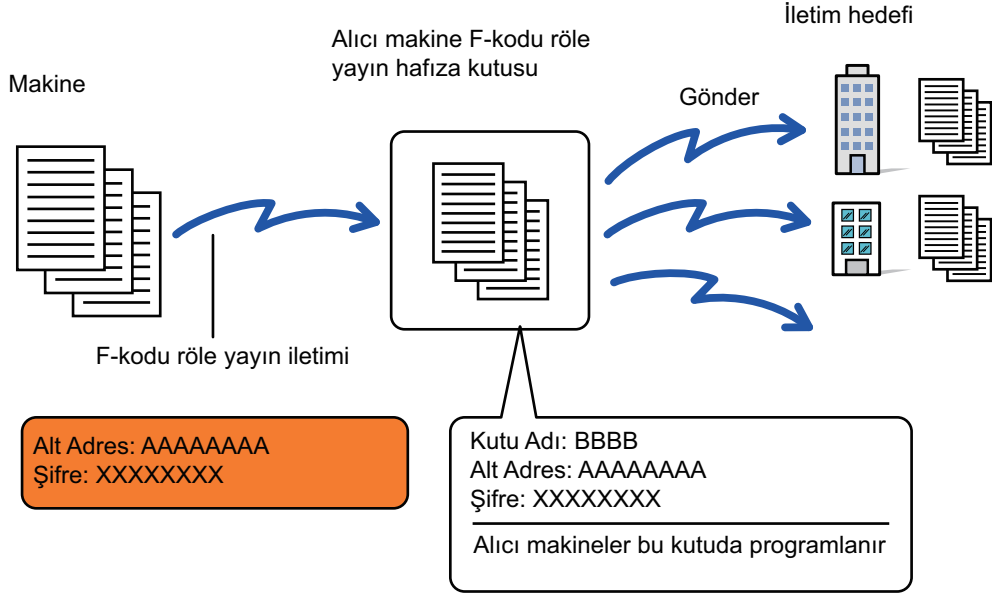 Makine
Alıcı makine F-kodu röle
yayın hafıza kutusu
İletim hedefi
Gönder
F-kodu röle yayın iletimi
Alt Adres: AAAAAAAA
Şifre: XXXXXXXX
Kutu Adı: BBBB
Alt Adres: AAAAAAAA
Şifre: XXXXXXXX
Alıcı makineler bu kutuda programlanır